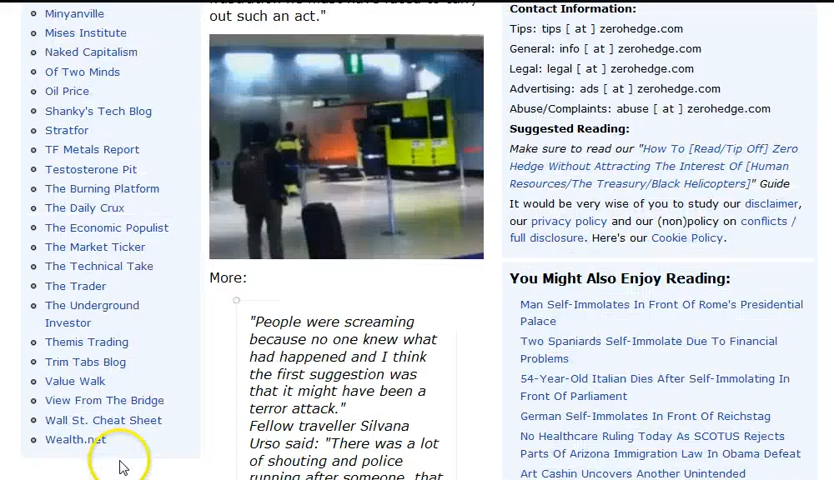 Minyanville
Mises Institute
Naked Capitalism
Of Two Minds
Oil Price
Shanky's Tech Blog
Stratfor
TF Metals Report
Testosterone Pit
The Burning Platform
The Daily Crux
The Economic Populist
The Market Ticker
The Technical Take
The Trader
The Underground
Investor
Themis Trading
Trim Tabs Blog
Value Walk
View From The Bridge
Wall St. Cheat Sheet
Wealth.net
out such an act."
More:
"People were screaming
because no one knew what
had happened and I think
the first suggestion was
that it might have been a
terror attack."
Fellow traveller Silvana
Urso said: "There was a lot
of shouting and police
running after someone, that
Contact Information:
Tips: tips [ at ] zerohedge.com
General: info [ at ] zerohedge.com
Legal: legal [ at ] zerohedge.com
Advertising: ads [ at ] zerohedge.com
Abuse/Complaints: abuse [ at ] zerohedge.com
Suggested Reading:
Make sure to read our "How To [Read/Tip Off] Zero
Hedge Without Attracting The Interest Of [Human
Resources/The Treasury/Black Helicopters]" Guide
It would be very wise of you to study our disclaimer,
our privacy policy and our (non)policy on conflicts /
full disclosure. Here's our Cookie Policy.
You Might Also Enjoy Reading:
Man Self-Immolates In Front Of Rome's Presidential
Palace
Two Spaniards Self-Immolate Due To Financial
Problems
54-Year-Old Italian Dies After Self-Immolating In
Front Of Parliament
German Self-Immolates In Front Of Reichstag
No Healthcare Ruling Today As SCOTUS Rejects
Parts Of Arizona Immigration Law In Obama Defeat
Art Cashin Uncovers Another Unintended